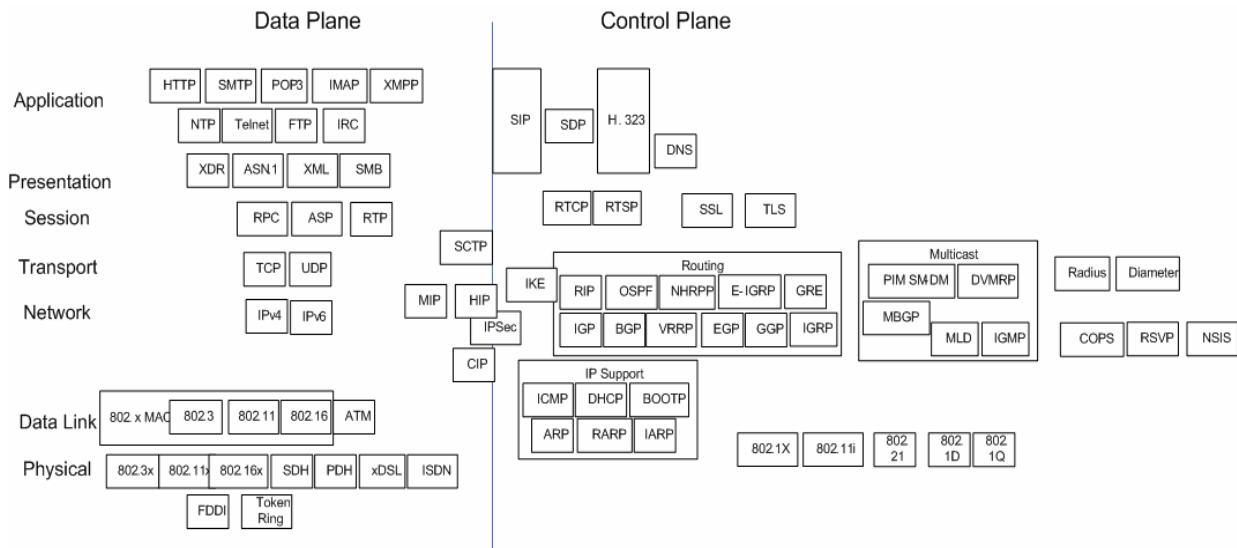 Data Plane
Control Plane
Application
HTTP SMTP POP3 IMAP XMPP
NTP Telnet FTP IRC
SIP SDP H. 323 DNS
Presentation
XDR ASN.1 XML SMB
Session
RPC ASP RTP
RTCP RTSP SSL TLS
SCTP
Transport
TCP UDP
IKE
Routing
RIP OSPF NHRPP E-IGRP GRE
IGP BGP VRRP EGP GGP IGRP
Multicast
PIM SM-DM DVMRP
MBGP
MLD IGMP
Radius Diameter
Network
IPv4 IPv6
MIP HIP
IPSec
CIP
COPS RSVP NSIS
IP Support
ICMP DHCP BOOTP
ARP RARP IARP
Data Link
802. x MAC 802.3 802.11 802.16 ATM
802.1X 802.11i
802.
21
802.
1D
802.
1Q
Physical
802.3x 802.11x 802.16x SDH PDH xDSL ISDN
FDDI
Token
Ring